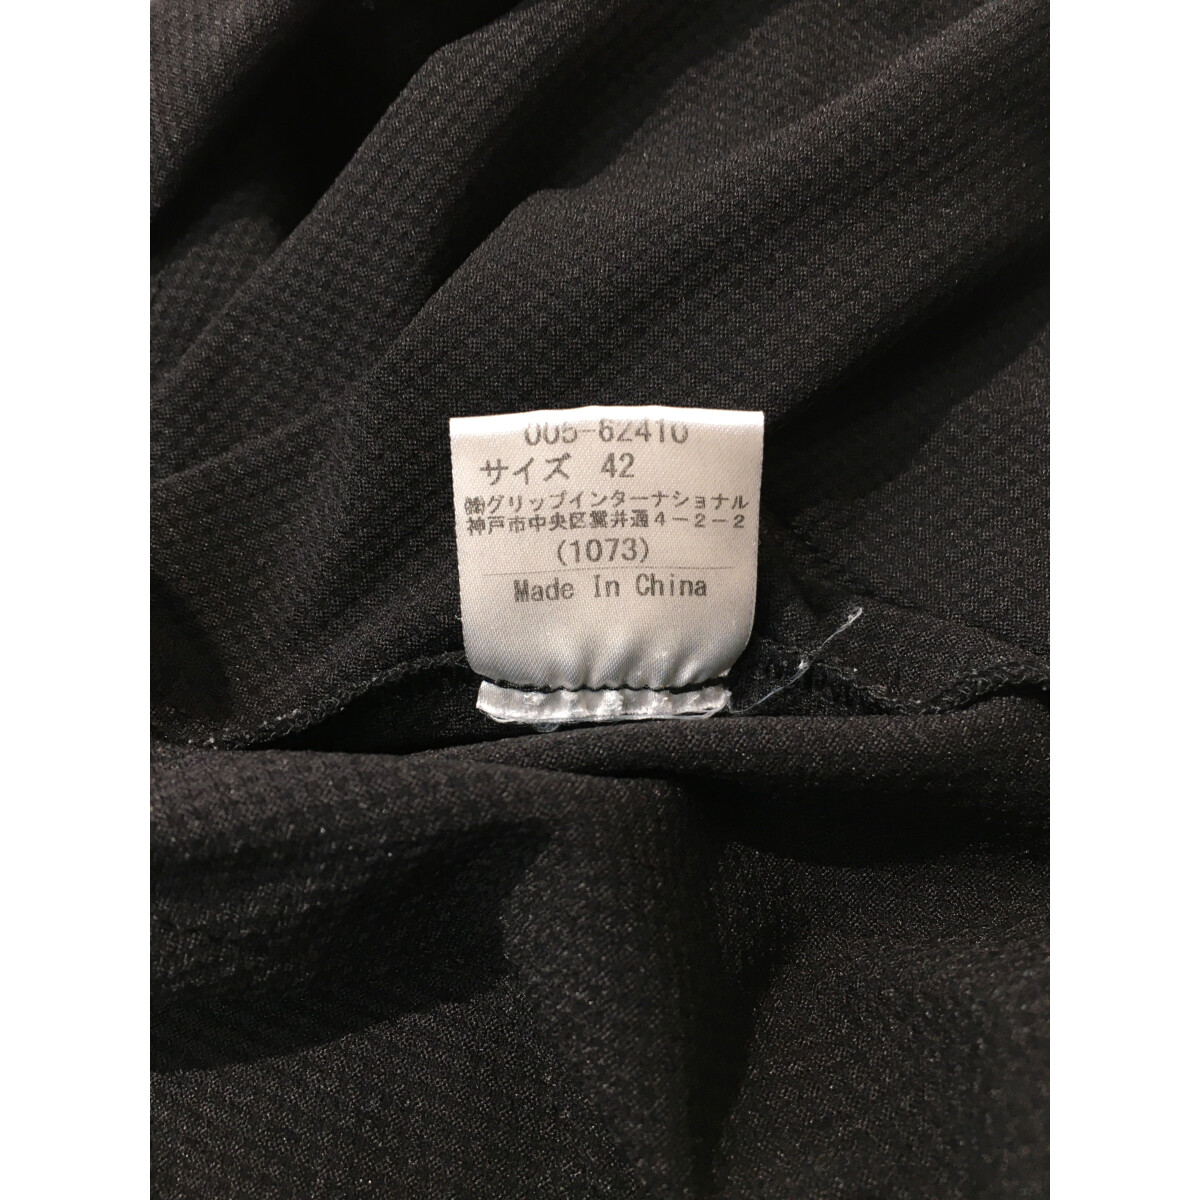 005-62410
サイズ 42
㈱グリップインターナショナル
神戸市中央区籠井通4-2-2
(1073)
Made In China